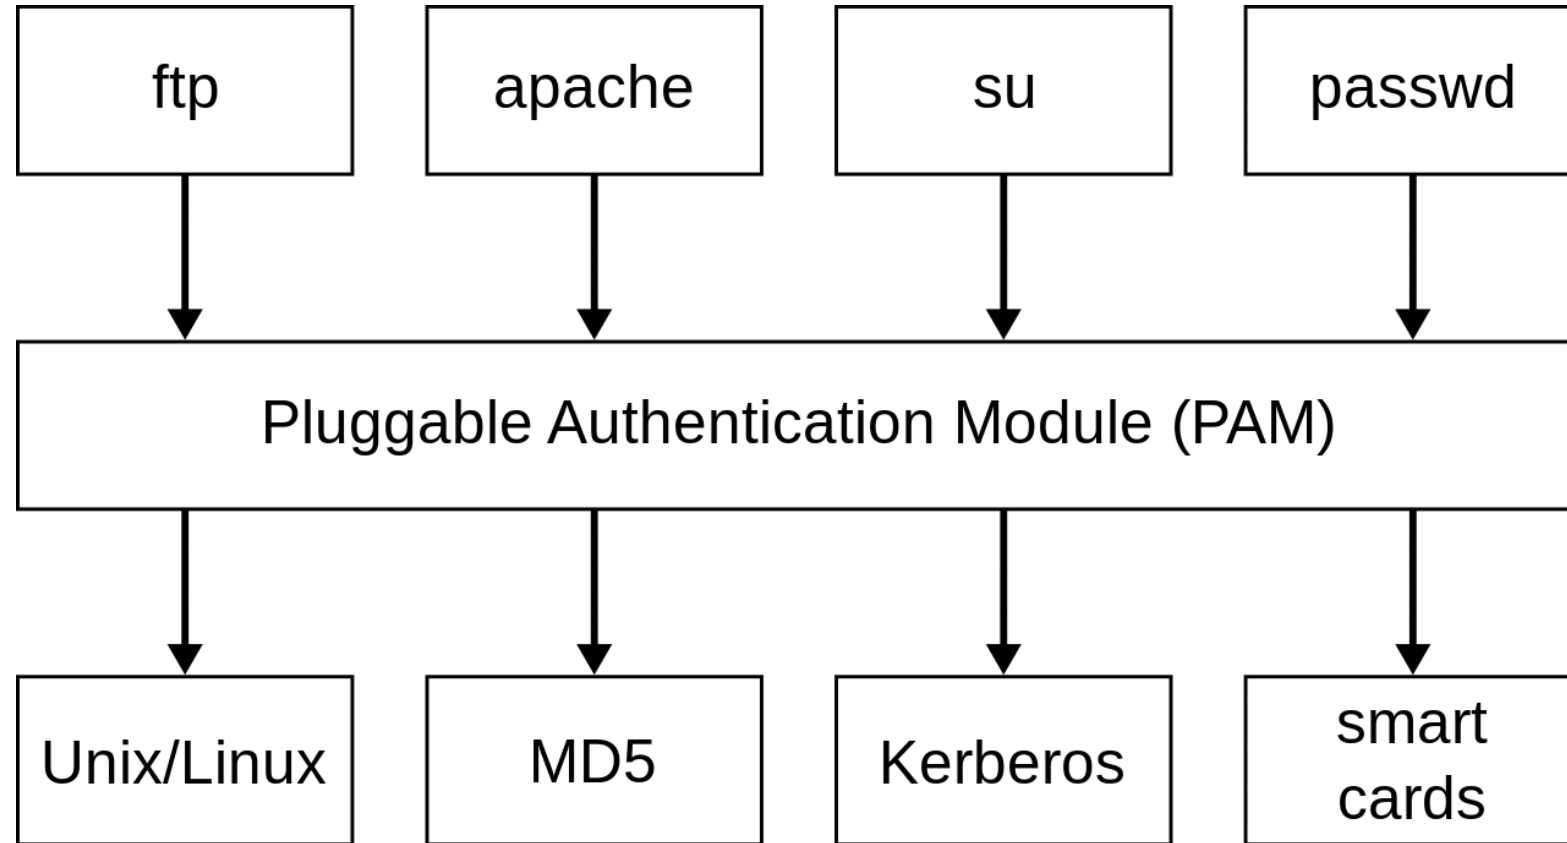 ftp
apache
su
passwd
Pluggable Authentication Module (PAM)
Unix/Linux
MD5
Kerberos
smart
cards